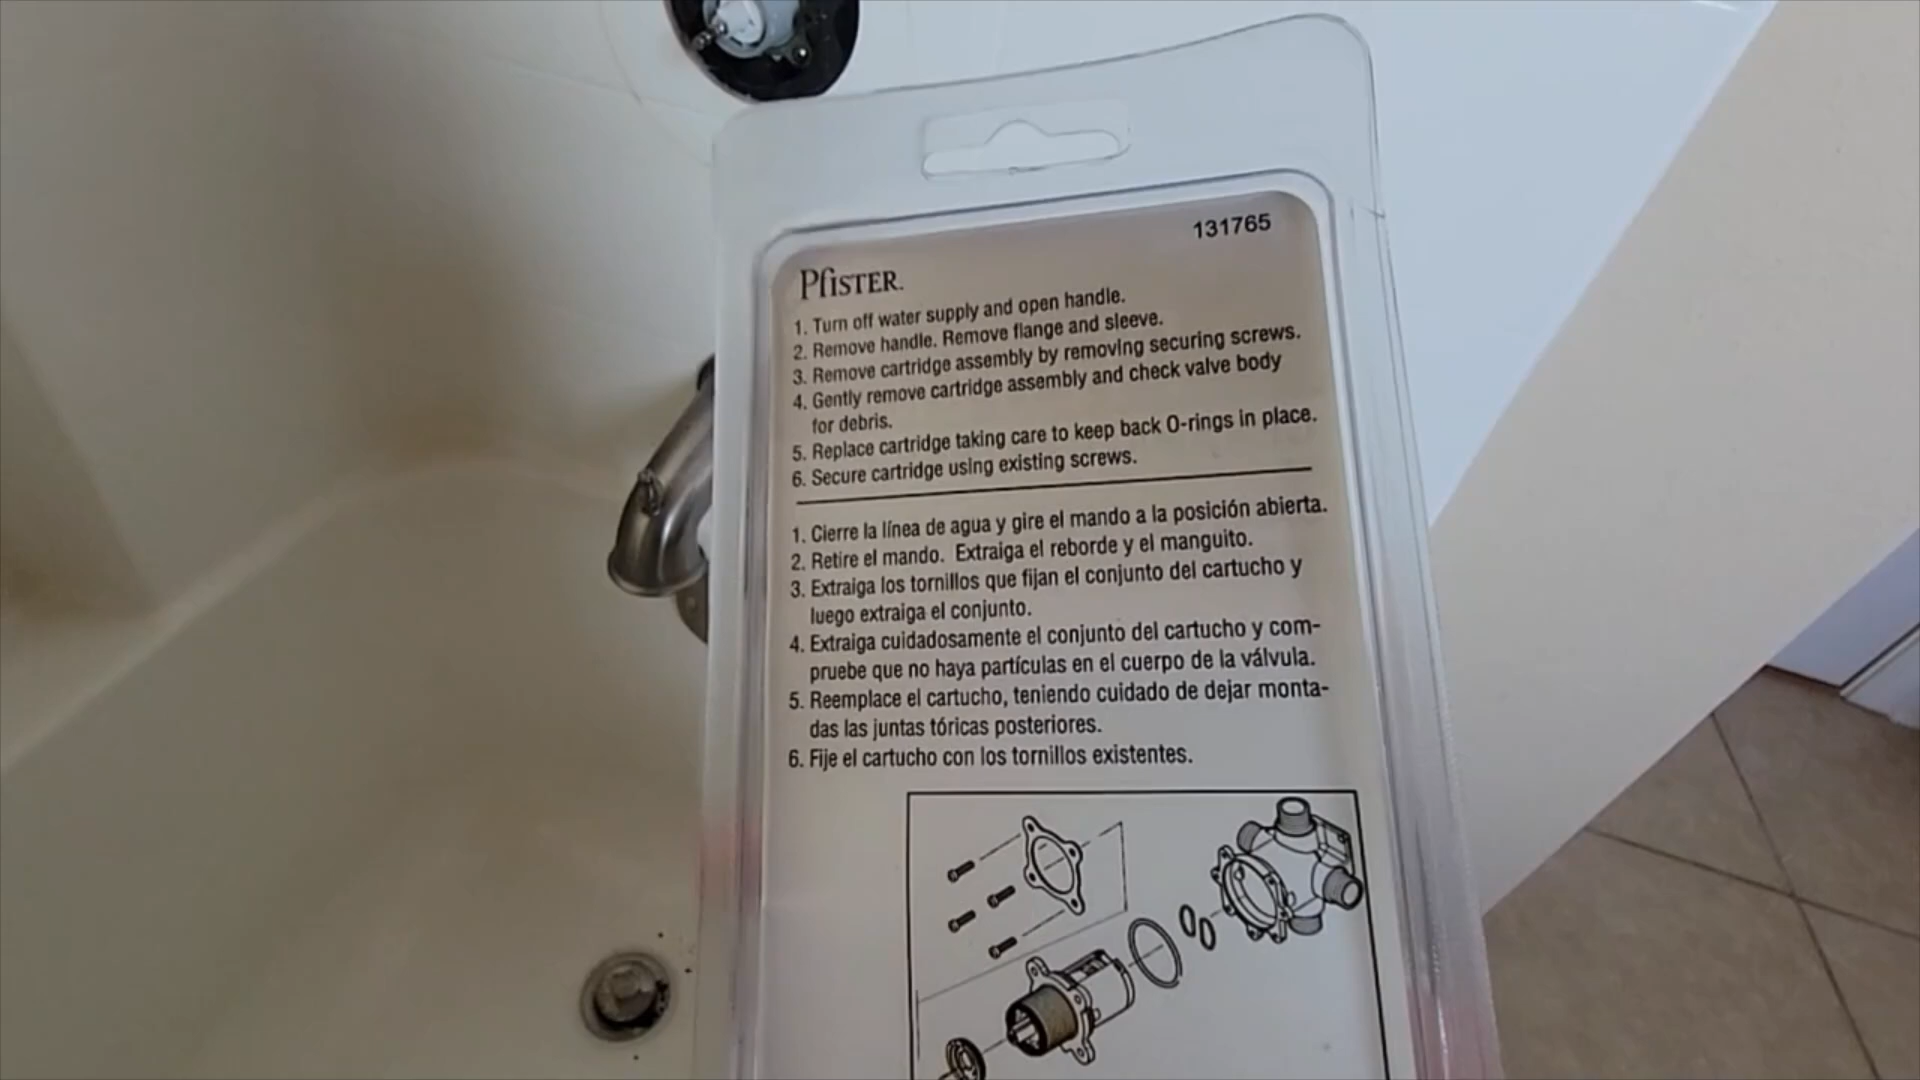 131765
Pfister.
1. Turn off water supply and open handle.
2. Remove handle. Remove flange and sleeve.
3. Remove cartridge assembly by removing securing screws.
4. Gently remove cartridge assembly and check valve body
for debris.
5. Replace cartridge taking care to keep back O-rings in place.
6. Secure cartridge using existing screws.
1. Cierre la línea de agua y gire el mando a la posición abierta.
2. Retire el mando. Extraiga el reborde y el manguito.
3. Extraiga los tornillos que fijan el conjunto del cartucho y
luego extraiga el conjunto.
4. Extraiga cuidadosamente el conjunto del cartucho y com-
pruebe que no haya partículas en el cuerpo de la válvula.
5. Reemplace el cartucho, teniendo cuidado de dejar monta-
das las juntas tóricas posteriores.
6. Fije el cartucho con los tornillos existentes.